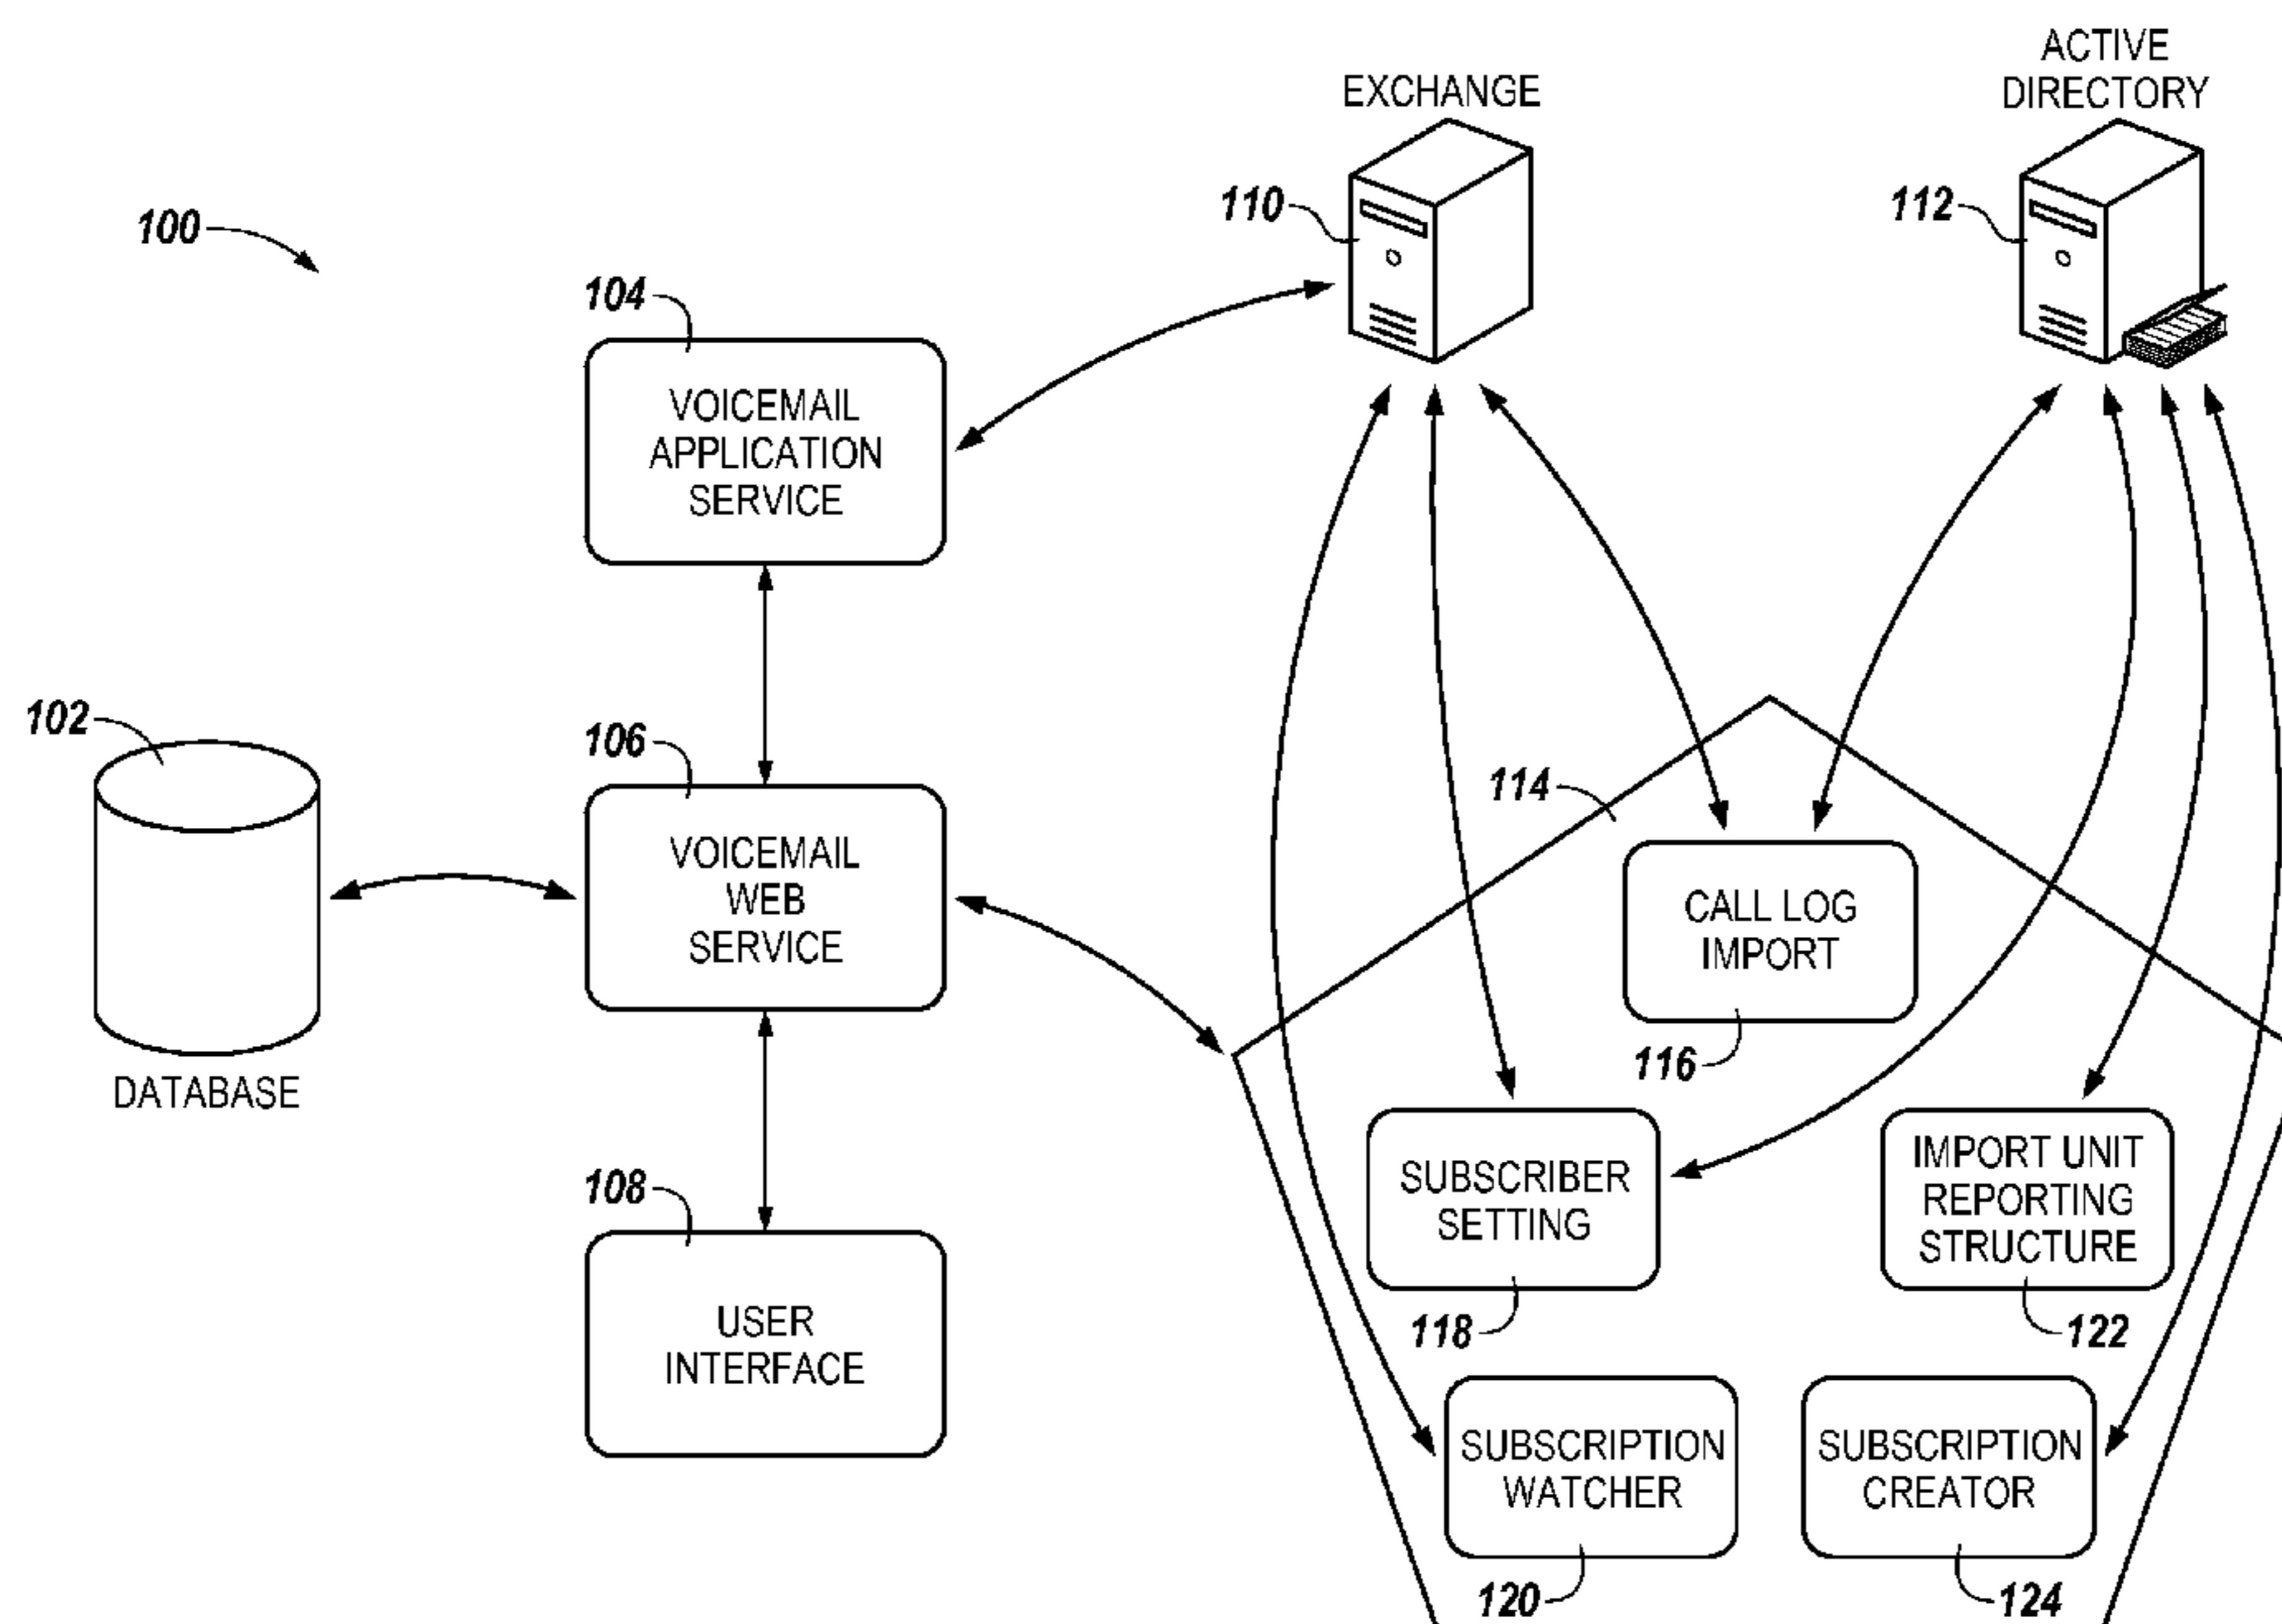 ACTIVE
DIRECTORY
EXCHANGE
110
112
100
104
VOICEMAIL
APPLICATION
SERVICE
102
106
114
VOICEMAIL
WEB
SERVICE
CALL LOG
IMPORT
116
DATABASE
108
SUBSCRIBER
SETTING
IMPORT UNIT
REPORTING
STRUCTURE
118
122
USER
INTERFACE
SUBSCRIPTION
WATCHER
SUBSCRIPTION
CREATOR
120
124